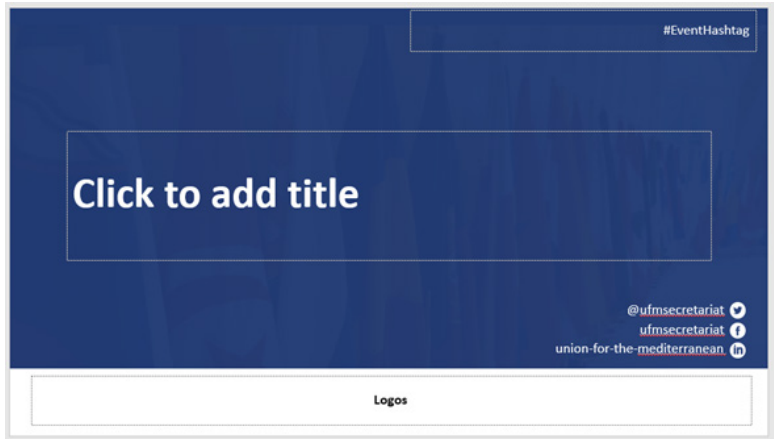 #EventHashtag
Click to add title
@ufmsecretariat
ufmsecretariat
union-for-the-mediterranean
Logos